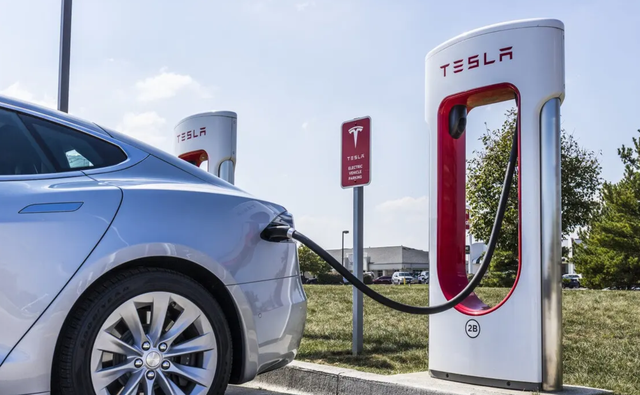 TESLA
TESLA
TESLA
ELECTRIC
VEHICLE
PARKING
2B